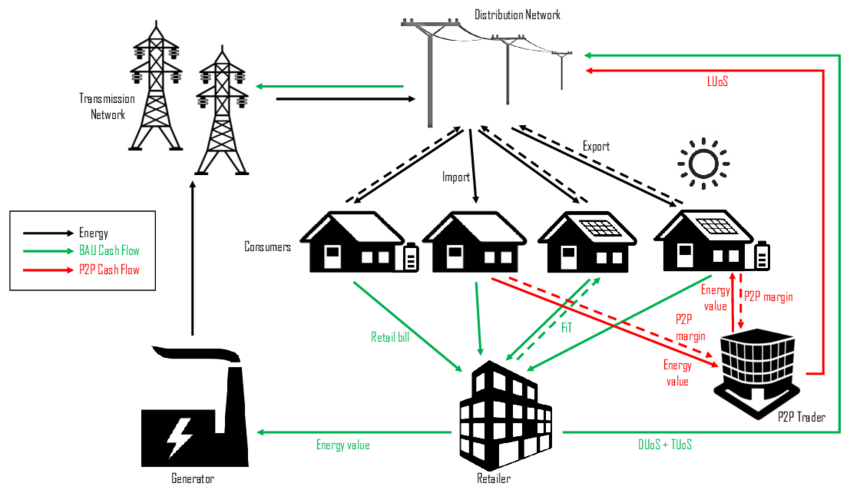 Distribution Network
Transmission
Network
LUoS
Export
Import
Energy
BAU Cash Flow
P2P Cash Flow
Consumers
Energy
value
P2P margin
P2P
margin
FiT
Retail bill
Energy
value
P2P Trader
Energy value
DUoS + TUoS
Generator
Retailer